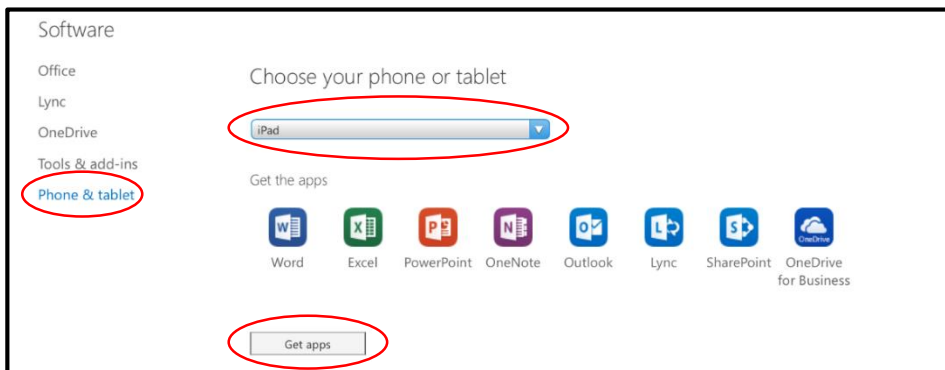 Software
Office
Lync
OneDrive
Tools & add-ins
Phone & tablet
Choose your phone or tablet
iPad
Get the apps
W X P N O L S OneDrive
Word Excel PowerPoint OneNote Outlook Lync SharePoint OneDrive
for Business
Get apps